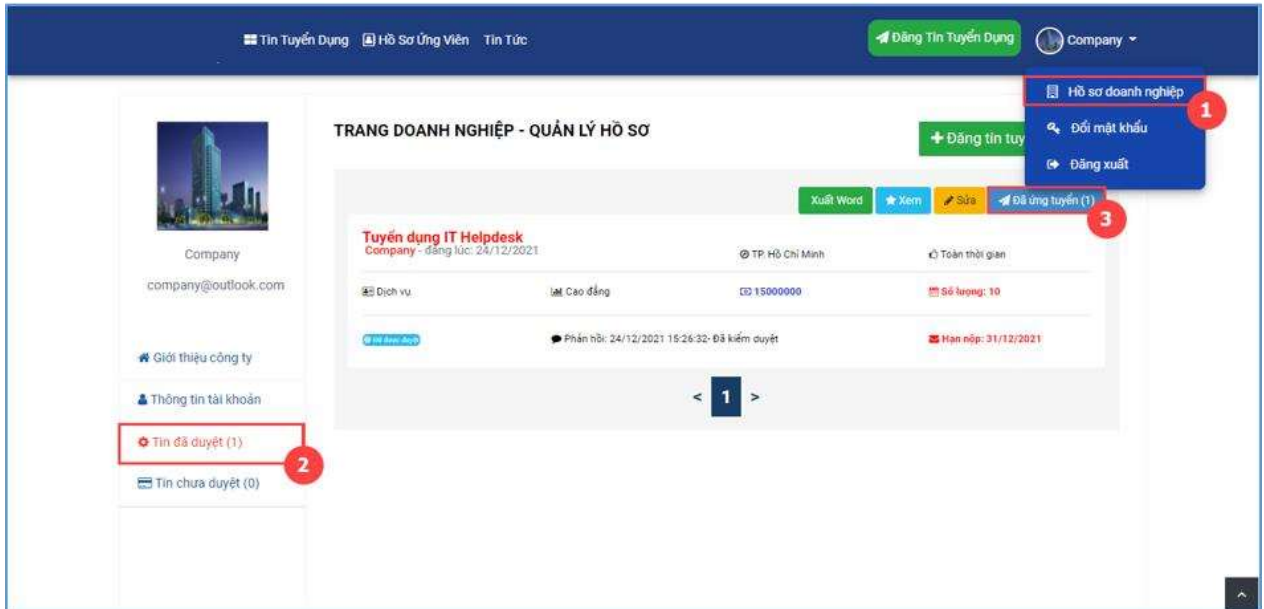 Tin Tuyển Dụng Hồ Sơ Ứng Viên Tin Tức Đăng Tin Tuyển Dụng Company
Hồ sơ doanh nghiệp
1
Đổi mật khẩu
Đăng xuất
TRANG DOANH NGHIỆP - QUẢN LÝ HỒ SƠ
+ Đăng tin tuy
Xuất Word Xem Sửa Đã ứng tuyển (1)
3
Tuyển dụng IT Helpdesk
Company - đăng lúc: 24/12/2021 TP. Hồ Chí Minh Toàn thời gian
Dịch vụ Cao đẳng 15000000 Số lượng: 10
Phản hồi: 24/12/2021 15:26:32- Đã kiểm duyệt Hạn nộp: 31/12/2021
< 1 >
Company
company@outlook.com
Giới thiệu công ty
Thông tin tài khoản
Tin đã duyệt (1)
2
Tin chưa duyệt (0)